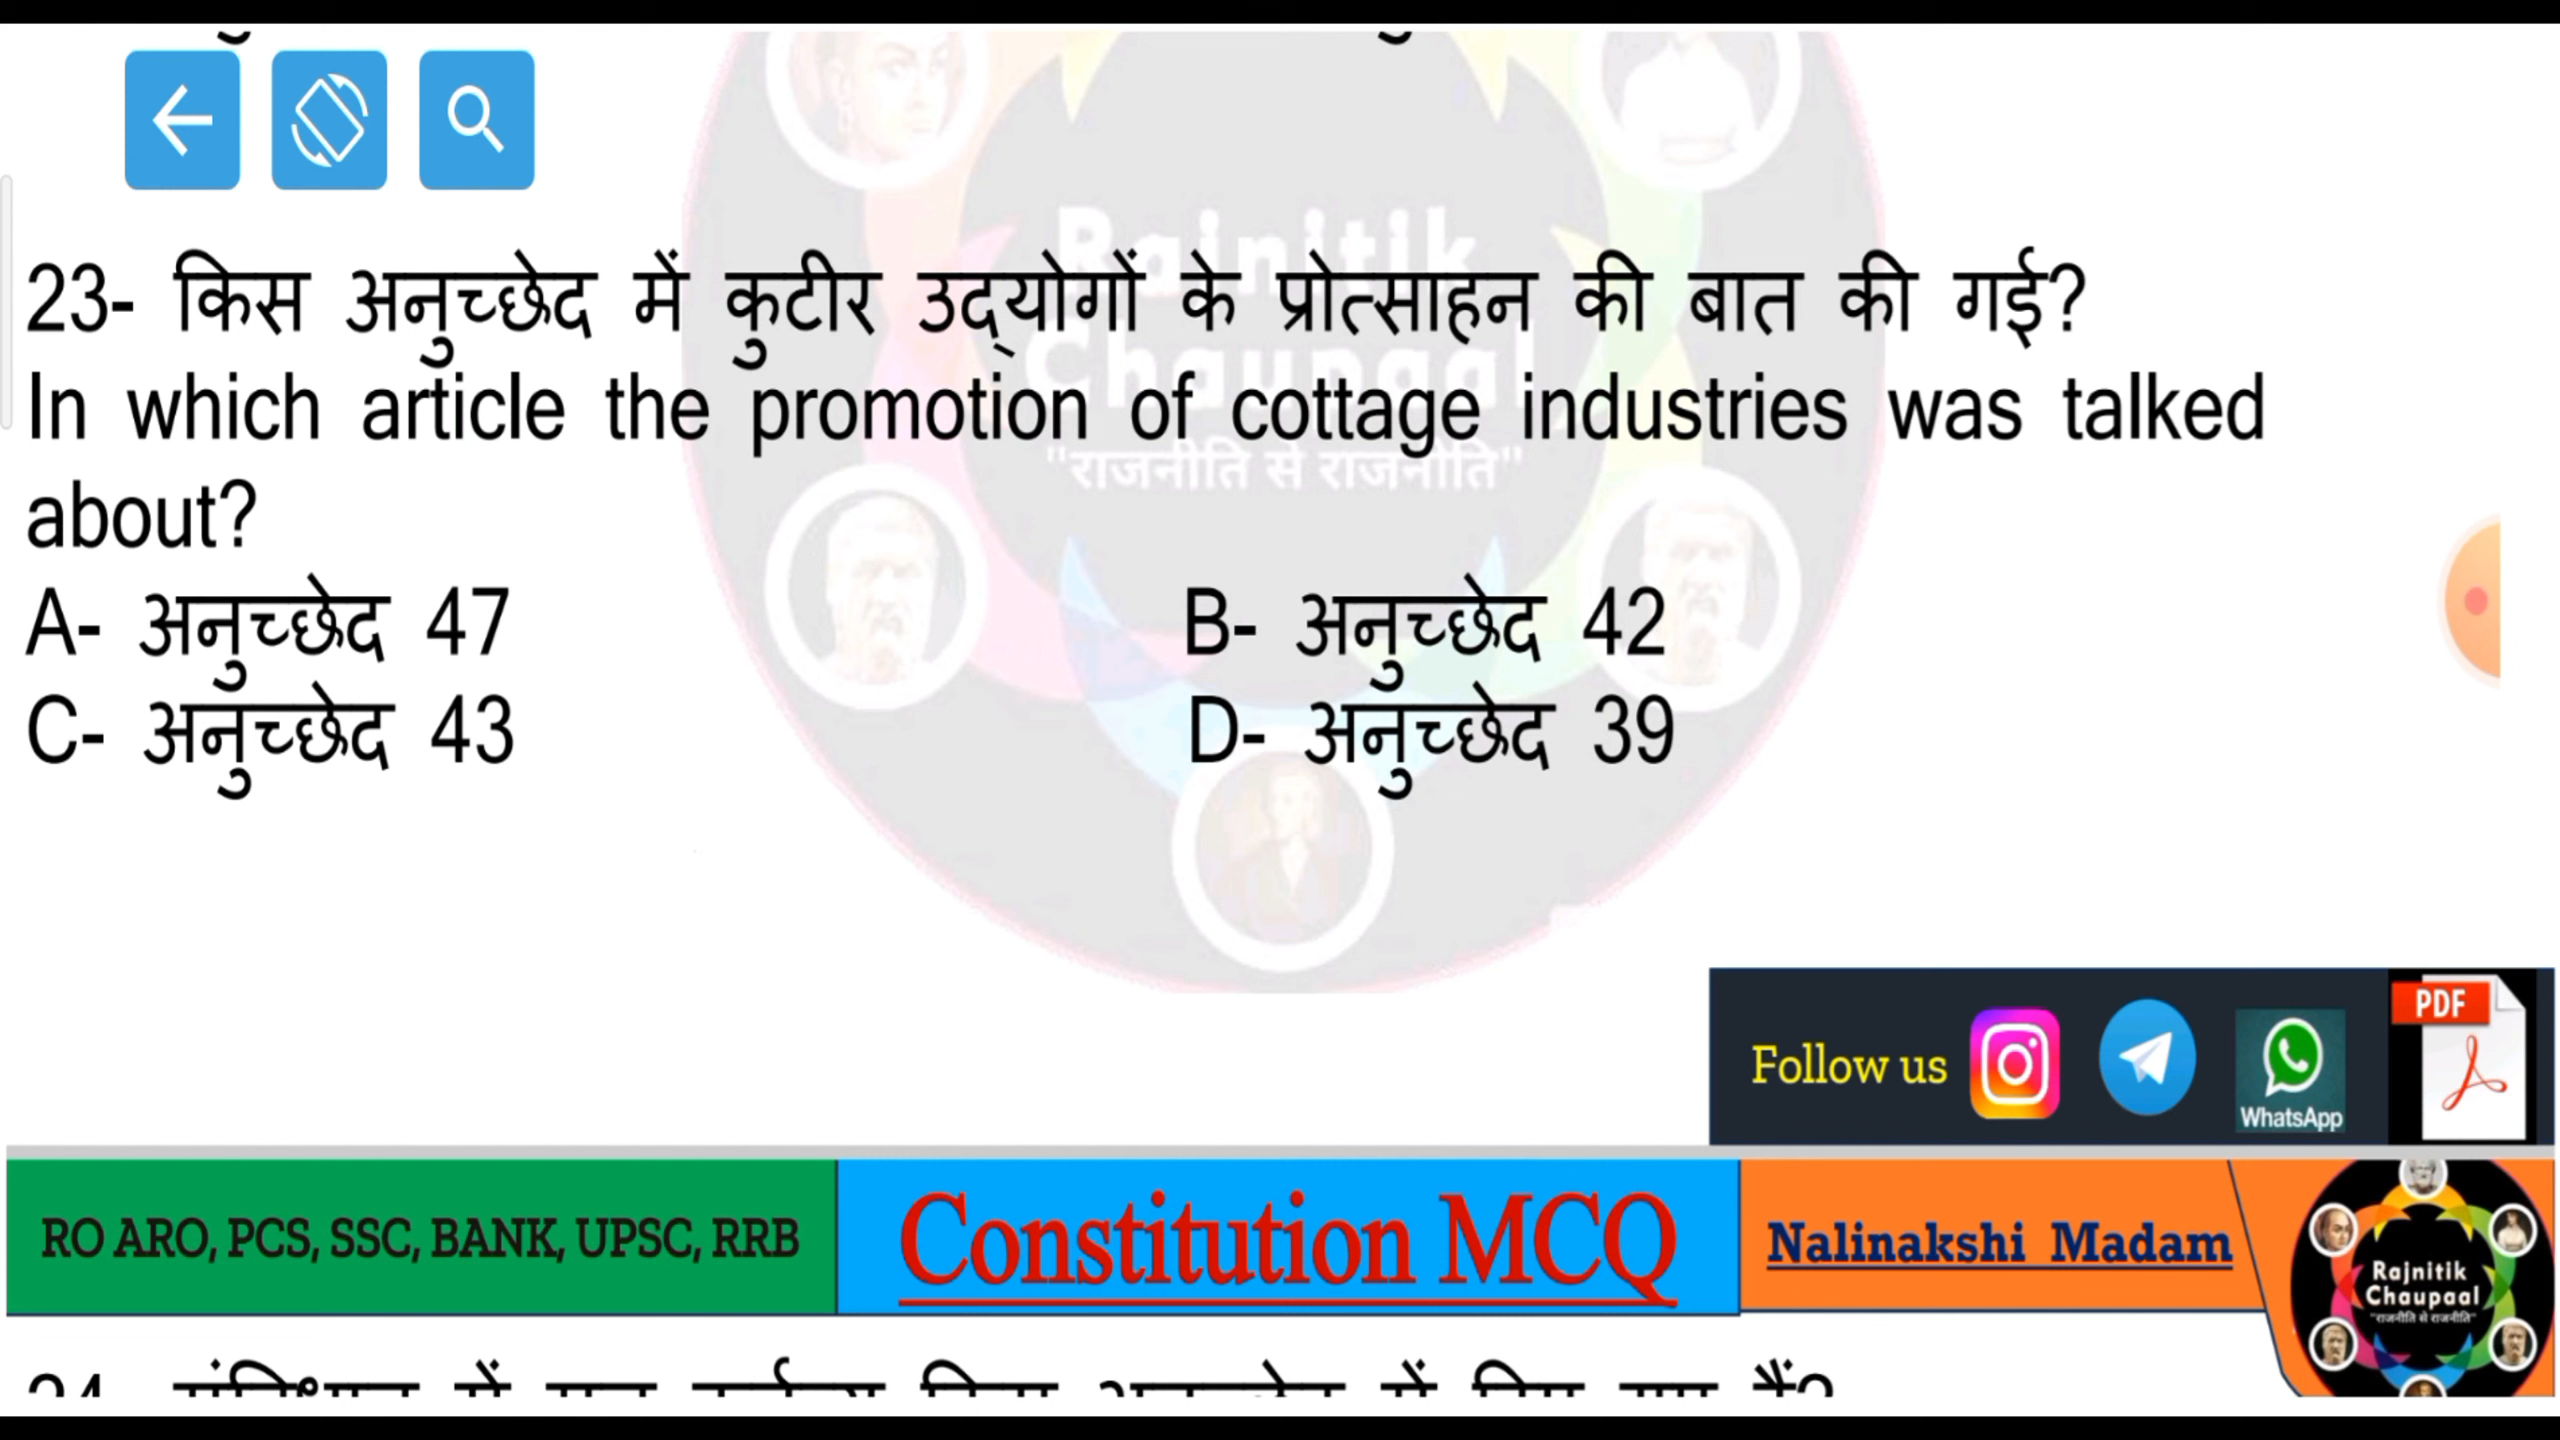 Rajnitik
Chaupaal
"राजनीति से राजनीति"
23- किस अनुच्छेद में कुटीर उद्योगों के प्रोत्साहन की बात की गई?
In which article the promotion of cottage industries was talked
about?
A- अनुच्छेद 47 B- अनुच्छेद 42
C- अनुच्छेद 43 D- अनुच्छेद 39
Follow us WhatsApp PDF
RO ARO, PCS, SSC, BANK, UPSC, RRB Constitution MCQ Nalinakshi Madam
Rajnitik
Chaupaal
"राजनीति से राजनीति"